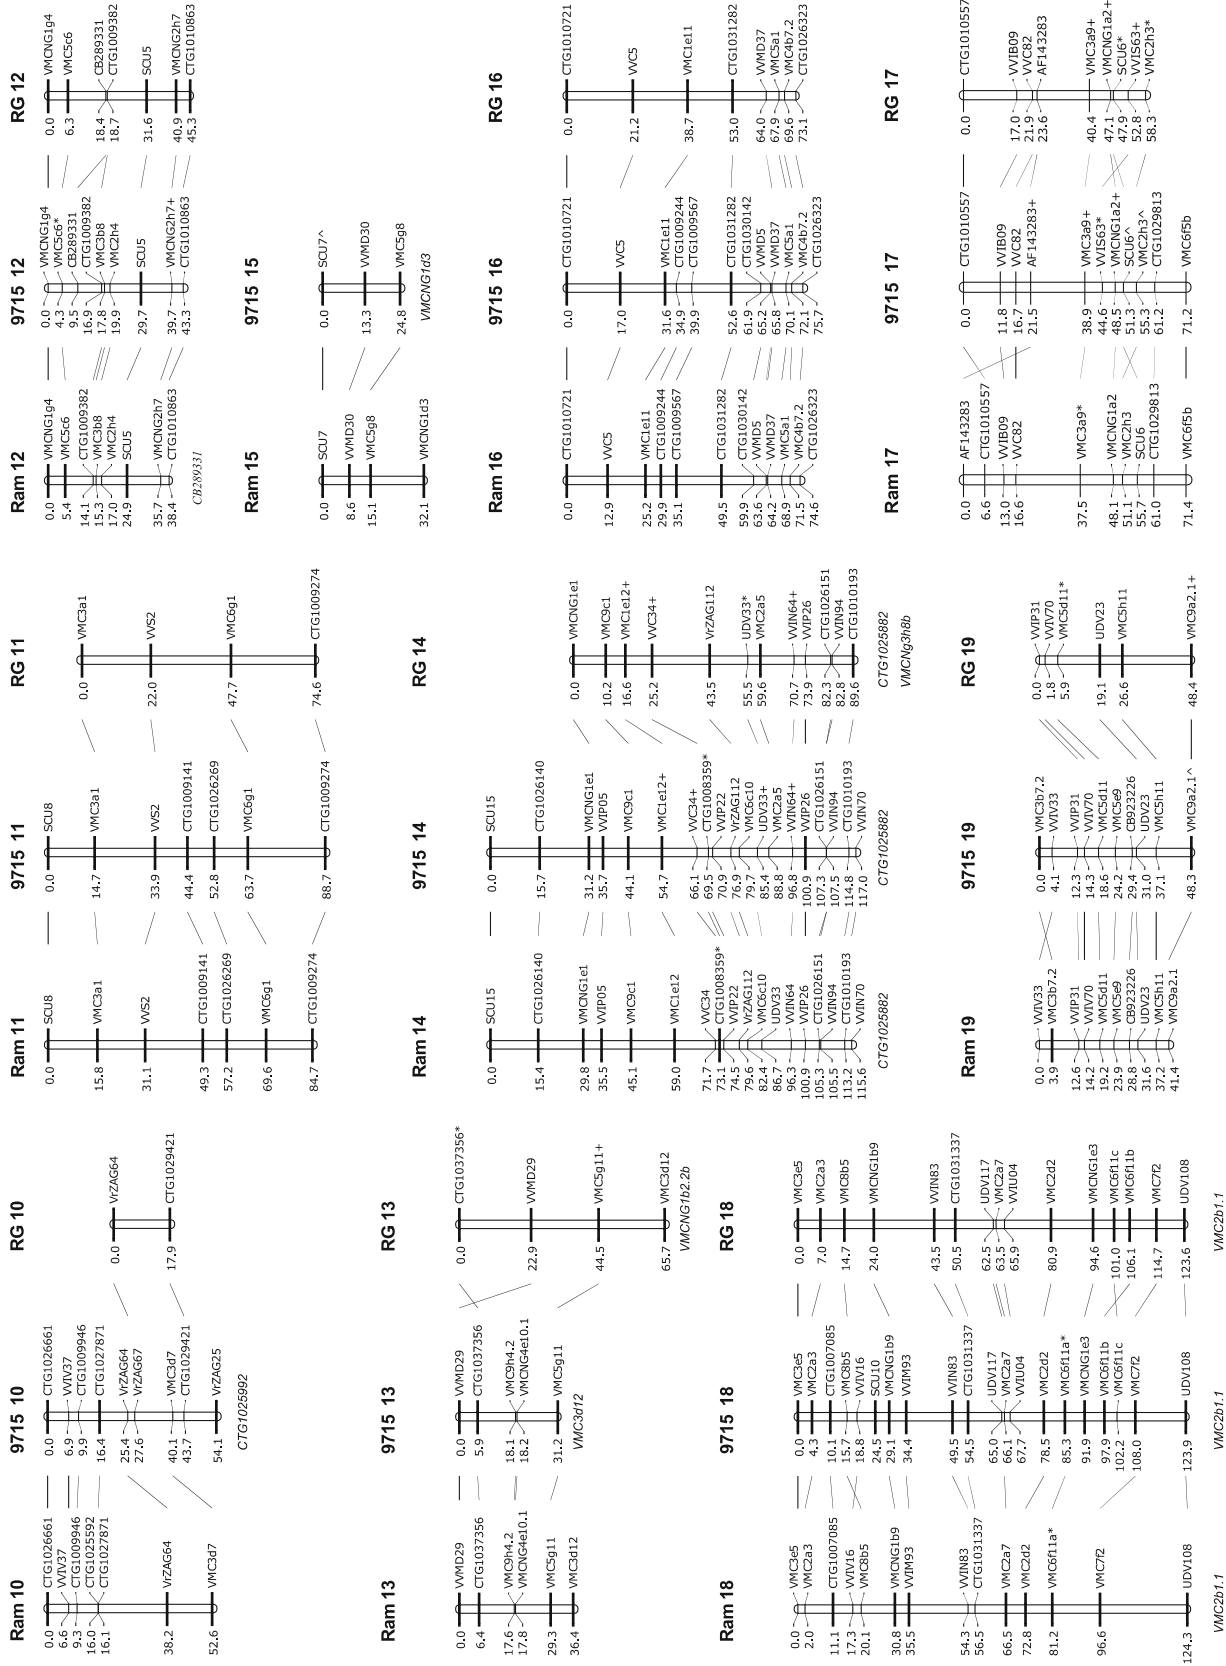 Ram 10
0.0 CTG1026661
6.6 VVIV37
9.3 CTG1009946
16.0 CTG1025592
16.1 CTG1027871
38.2 VrZAG64
52.6 VMC3d7
9715 10
0.0 CTG1026661
6.9 VVIV37
9.9 CTG1009946
16.4 CTG1027871
25.4 VrZAG64
27.6 VrZAG67
40.1 VMC3d7
43.7 CTG1029421
54.1 VrZAG25
CTG1025992
RG 10
0.0 VrZAG64
17.9 CTG1029421
Ram 11
0.0 SCU8
15.8 VMC3a1
31.1 VVS2
49.3 CTG1009141
57.2 CTG1026269
69.6 VMC6g1
84.7 CTG1009274
9715 11
0.0 SCU8
14.7 VMC3a1
33.9 VVS2
44.4 CTG1009141
52.8 CTG1026269
63.7 VMC6g1
88.7 CTG1009274
RG 11
0.0 VMC3a1
22.0 VVS2
47.7 VMC6g1
74.6 CTG1009274
Ram 12
0.0 VMCNG1g4
5.4 VMC5c6
14.1 CTG1009382
15.3 VMC3b8
17.0 VMC2h4
24.9 SCU5
35.7 VMCNG2h7
38.4 CTG1010863
CB289331
9715 12
0.0 VMCNG1g4
4.3 VMC5c6*
9.5 CB289331
16.9 CTG1009382
17.8 VMC3b8
19.9 VMC2h4
29.7 SCU5
39.7 VMCNG2h7+
43.3 CTG1010863
RG 12
0.0 VMCNG1g4
6.3 VMC5c6
18.4 CB289331
18.7 CTG1009382
31.6 SCU5
40.9 VMCNG2h7
45.3 CTG1010863
Ram 13
0.0 VVMD29
6.4 CTG1037356
17.6 VMC9h4.2
17.8 VMCNG4e10.1
29.3 VMC5g11
36.4 VMC3d12
9715 13
0.0 VVMD29
5.9 CTG1037356
18.1 VMC9h4.2
18.2 VMCNG4e10.1
31.2 VMC5g11
VMC3d12
RG 13
0.0 CTG1037356*
22.9 VVMD29
44.5 VMC5g11+
65.7 VMC3d12
VMCNG1b2.2b
Ram 14
0.0 SCU15
15.4 CTG1026140
29.8 VMCNG1e1
35.5 VVIP05
45.1 VMC9c1
59.0 VMC1e12
71.7 VVC34
73.1 CTG1008359*
74.5 VVIP22
79.6 VrZAG112
82.4 VMC6c10
86.7 UDV33
96.3 VVIN64
100.9 VVIP26
105.3 CTG1026151
105.5 VVIN94
113.2 CTG1010193
115.6 VVIN70
CTG1025882
9715 14
0.0 SCU15
15.7 CTG1026140
31.2 VMCNG1e1
35.7 VVIP05
44.1 VMC9c1
54.7 VMC1e12+
66.1 VVC34+
69.5 CTG1008359*
70.9 VVIP22
76.9 VrZAG112
79.7 VMC6c10
85.4 UDV33+
88.8 VMC2a5
96.8 VVIN64+
100.9 VVIP26
107.3 CTG1026151
107.5 VVIN94
114.8 CTG1010193
117.0 VVIN70
CTG1025882
RG 14
0.0 VMCNG1e1
10.2 VMC9c1
16.6 VMC1e12+
25.2 VVC34+
43.5 VrZAG112
55.5 UDV33*
59.6 VMC2a5
70.7 VVIN64+
73.9 VVIP26
82.3 CTG1026151
82.8 VVIN94
89.6 CTG1010193
CTG1025882
VMCNg3h8b
Ram 15
0.0 SCU7
8.6 VVMD30
15.1 VMC5g8
32.1 VMCNG1d3
9715 15
0.0 SCU7^
13.3 VVMD30
24.8 VMC5g8
VMCNG1d3
Ram 16
0.0 CTG1010721
12.9 VVC5
25.2 VMC1e11
29.9 CTG1009244
35.1 CTG1009567
49.5 CTG1031282
59.9 CTG1030142
63.6 VVMD5
64.2 VVMD37
68.9 VMC5a1
71.5 VMC4b7.2
74.6 CTG1026323
9715 16
0.0 CTG1010721
17.0 VVC5
31.6 VMC1e11
34.9 CTG1009244
39.9 CTG1009567
52.6 CTG1031282
61.9 CTG1030142
65.2 VVMD5
65.8 VVMD37
70.1 VMC5a1
72.1 VMC4b7.2
75.7 CTG1026323
RG 16
0.0 CTG1010721
21.2 VVC5
38.7 VMC1e11
53.0 CTG1031282
64.0 VVMD37
67.9 VMC5a1
69.6 VMC4b7.2
73.1 CTG1026323
Ram 18
0.0 VMC3e5
2.0 VMC2a3
11.1 CTG1007085
17.3 VVIV16
20.1 VMC8b5
30.8 VMCNG1b9
35.5 VVIM93
54.3 VVIN83
56.5 CTG1031337
66.5 VMC2a7
72.8 VMC2d2
81.2 VMC6f11a*
96.6 VMC7f2
124.3 UDV108
VMC2b1.1
9715 18
0.0 VMC3e5
4.3 VMC2a3
10.1 CTG1007085
15.7 VMC8b5
18.8 VVIV16
24.5 SCU10
29.1 VMCNG1b9
34.4 VVIM93
49.5 VVIN83
54.5 CTG1031337
65.0 UDV117
66.1 VMC2a7
67.7 VVIU04
78.5 VMC2d2
85.3 VMC6f11a*
91.9 VMCNG1e3
97.9 VMC6f11b
102.2 VMC6f11c
108.0 VMC7f2
123.9 UDV108
VMC2b1.1
RG 18
0.0 VMC3e5
7.0 VMC2a3
14.7 VMC8b5
24.0 VMCNG1b9
43.5 VVIN83
50.5 CTG1031337
62.5 UDV117
63.5 VMC2a7
65.9 VVIU04
80.9 VMC2d2
94.6 VMCNG1e3
101.0 VMC6f11c
106.1 VMC6f11b
114.7 VMC7f2
123.6 UDV108
VMC2b1.1
Ram 19
0.0 VVIV33
3.9 VMC3b7.2
12.6 VVIP31
14.2 VVIV70
19.2 VMC5d11
23.9 VMC5e9
28.8 CB923226
31.6 UDV23
37.2 VMC5h11
41.4 VMC9a2.1
9715 19
0.0 VMC3b7.2
4.1 VVIV33
12.3 VVIP31
14.3 VVIV70
18.6 VMC5d11
24.2 VMC5e9
29.4 CB923226
31.0 UDV23
37.1 VMC5h11
48.3 VMC9a2.1^
RG 19
0.0 VVIP31
1.8 VVIV70
5.9 VMC5d11*
19.1 UDV23
26.6 VMC5h11
48.4 VMC9a2.1+
Ram 17
0.0 AF143283
6.6 CTG1010557
13.0 VVIB09
16.6 VVC82
37.5 VMC3a9*
48.1 VMCNG1a2
51.1 VMC2h3
55.7 SCU6
61.0 CTG1029813
71.4 VMC6f5b
9715 17
0.0 CTG1010557
11.8 VVIB09
16.7 VVC82
21.5 AF143283+
38.9 VMC3a9+
44.6 VVIS63*
48.5 VMCNG1a2+
51.3 SCU6^
55.3 VMC2h3^
61.2 CTG1029813
71.2 VMC6f5b
RG 17
0.0 CTG1010557
17.0 VVIB09
21.9 VVC82
23.6 AF143283
40.4 VMC3a9+
47.1 VMCNG1a2+
47.9 SCU6*
52.8 VVIS63+
58.3 VMC2h3*